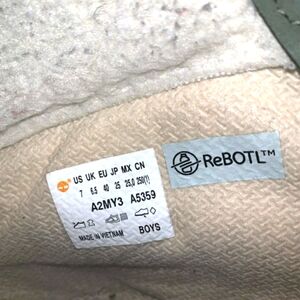 US UK EU JP MX CN
7 6.5 40 25 25,0 250(1)
A2MY3 A5359
MADE IN VIETNAM BOYS
ReBOTL™